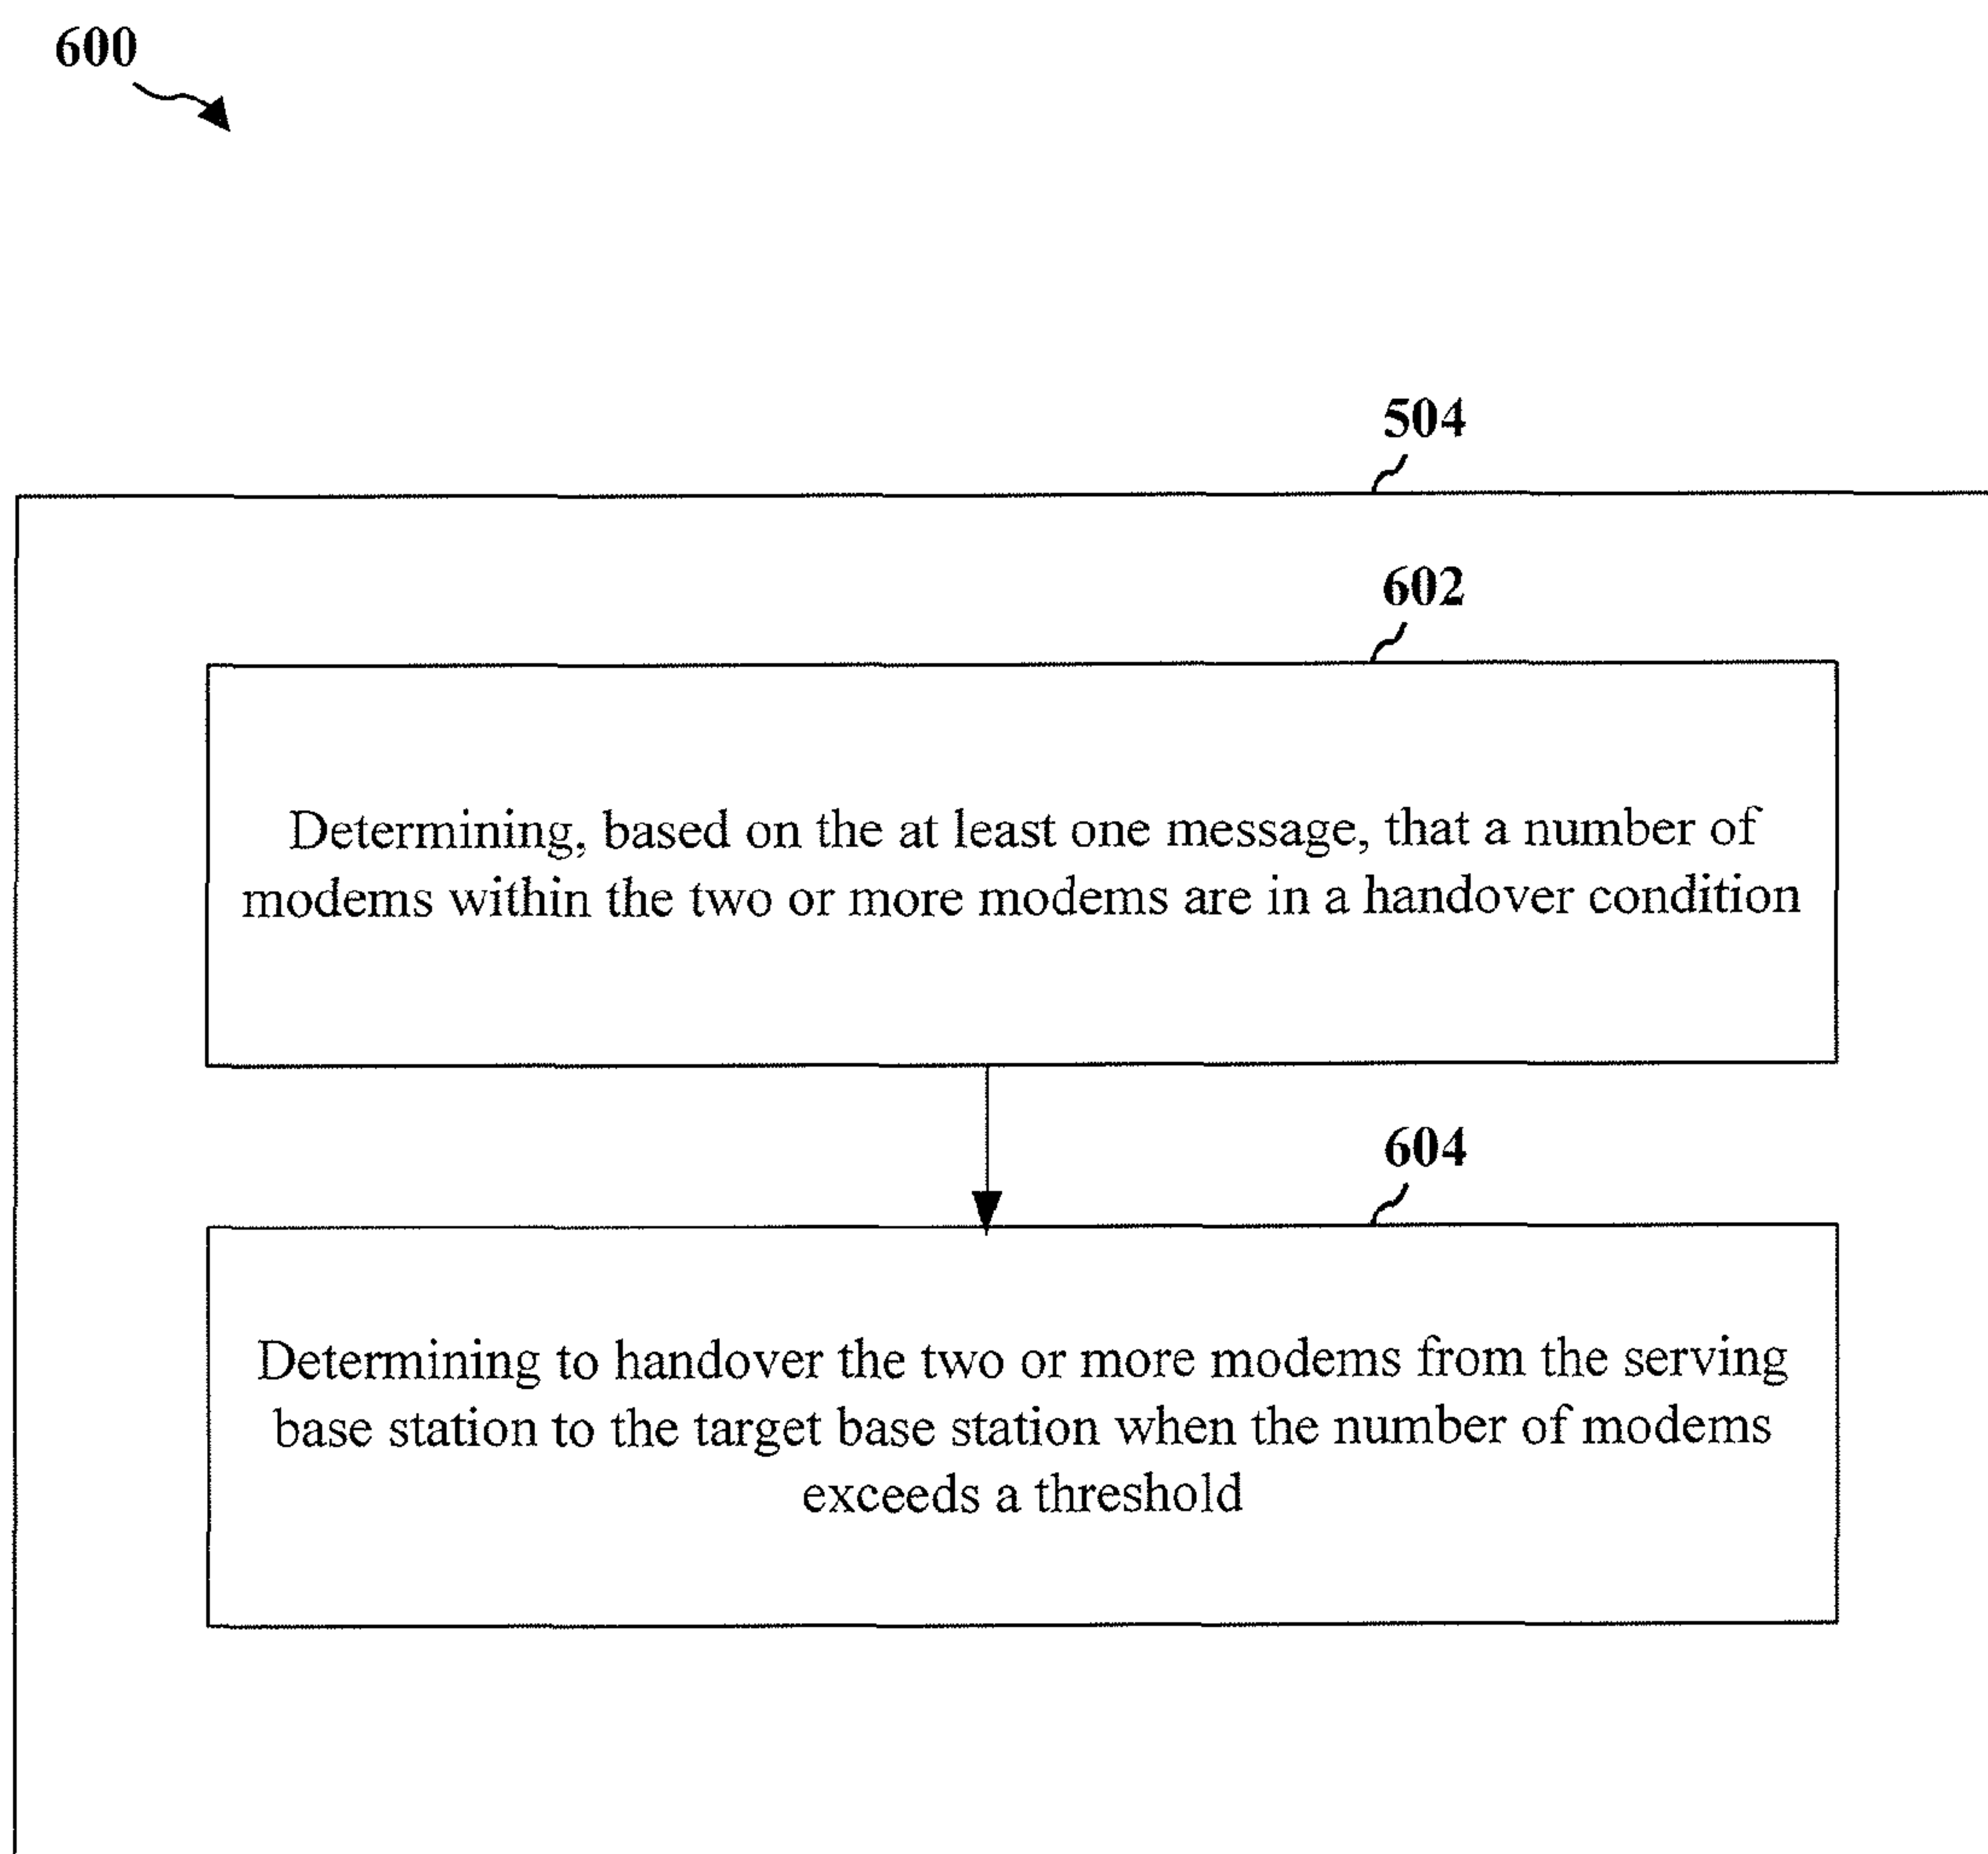 600
504
602
Determining, based on the at least one message, that a number of
modems within the two or more modems are in a handover condition
604
Determining to handover the two or more modems from the serving
base station to the target base station when the number of modems
exceeds a threshold